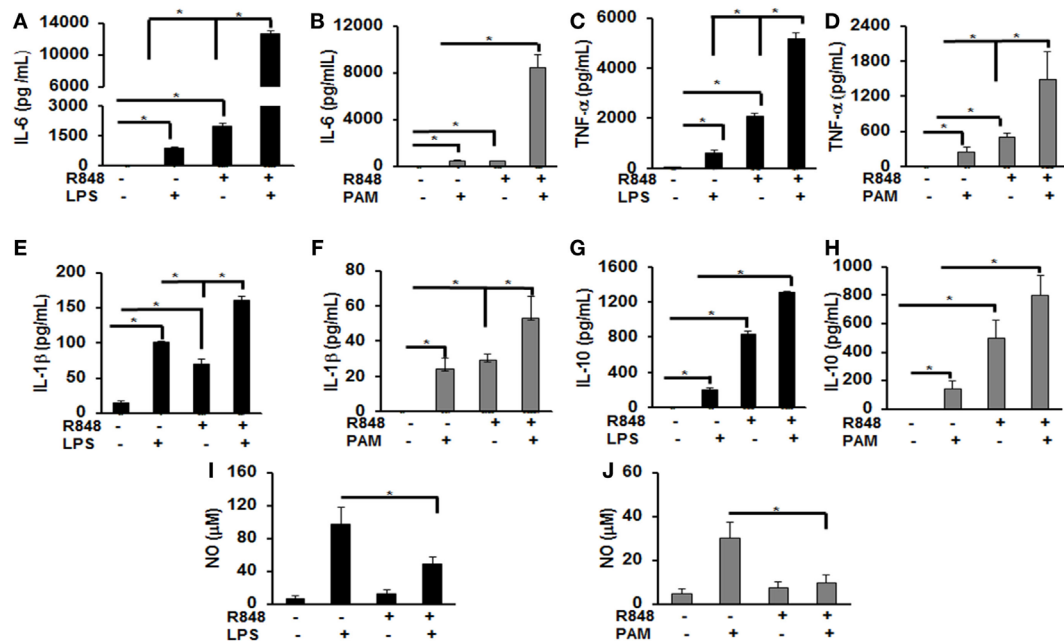 A
IL-6 (pg /mL)
14000
12000
10000
8000
6000
3000
1500
0
*
*
*
*
R848 - - + +
LPS - + - +
B
IL-6 (pg/mlL)
12000
8000
4000
0
*
*
*
R848 - - + +
PAM - + - +
C
TNF-α (pg/mL)
6000
4000
2000
0
*
*
*
*
R848 - - + +
LPS - + - +
D
TNF-α (pg/mL)
2400
1800
1200
600
0
*
*
*
*
R848 - - + +
PAM - + - +
E
IL-1β (pg/mL)
200
150
100
50
0
*
*
*
*
R848 - - + +
LPS - + - +
F
IL-1β (pg/mL)
60
40
20
0
*
*
*
R848 - - + +
PAM - + - +
G
IL-10 (pg/mL)
1600
1200
800
400
0
*
*
*
R848 - - + +
LPS - + - +
H
IL-10 (pg/mL)
1000
800
600
400
200
0
*
*
*
R848 - - + +
PAM - + - +
I
NO (µM)
160
120
80
40
0
*
R848 - - + +
LPS - + - +
J
NO (µM)
60
40
20
0
*
R848 - - + +
PAM - + - +